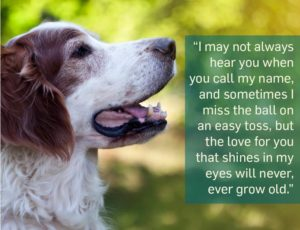 “I may not always
hear you when
you call my name,
and sometimes I
miss the ball on
an easy toss, but
the love for you
that shines in my
eyes will never,
ever grow old.”